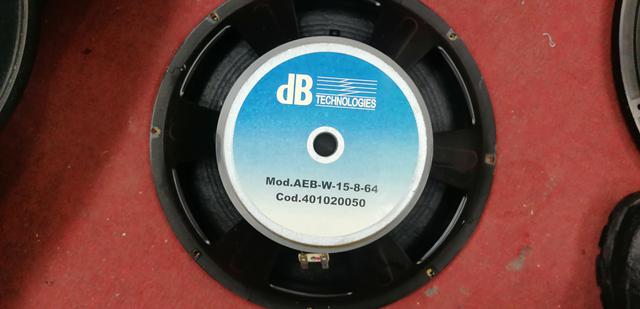 dB
TECHNOLOGIES
Mod.AEB-W-15-8-64
Cod.401020050